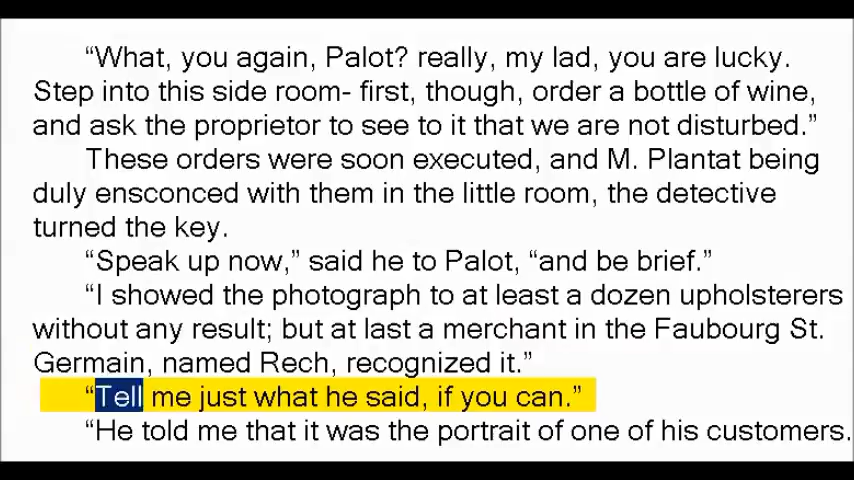 “What, you again, Palot? really, my lad, you are lucky.
Step into this side room- first, though, order a bottle of wine,
and ask the proprietor to see to it that we are not disturbed.”
These orders were soon executed, and M. Plantat being
duly ensconced with them in the little room, the detective
turned the key.
“Speak up now,” said he to Palot, “and be brief.”
“I showed the photograph to at least a dozen upholsterers
without any result; but at last a merchant in the Faubourg St.
Germain, named Rech, recognized it.”
“Tell me just what he said, if you can.”
“He told me that it was the portrait of one of his customers.